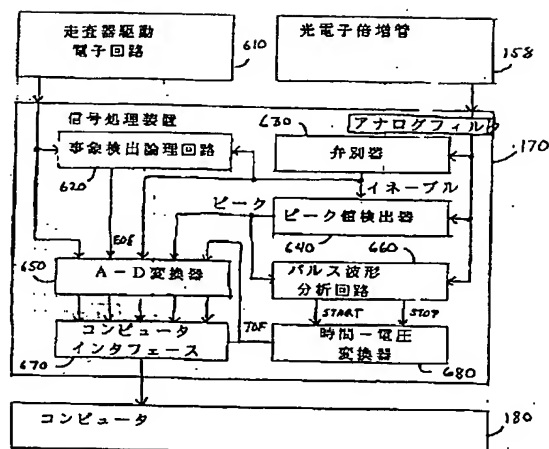 走査器駆動
電子回路
610
光電子倍増管
158
信号処理装置
アナログフィルタ
170
事象検出論理回路
620
630
弁別器
イネーブル
ピーク
ピーク値検出器
640
660
EOE
650
A-D変換器
パルス波形
分析回路
START
STOP
コンピュータ
インタフェース
670
TOF
時間-電圧
変換器
680
コンピュータ
180